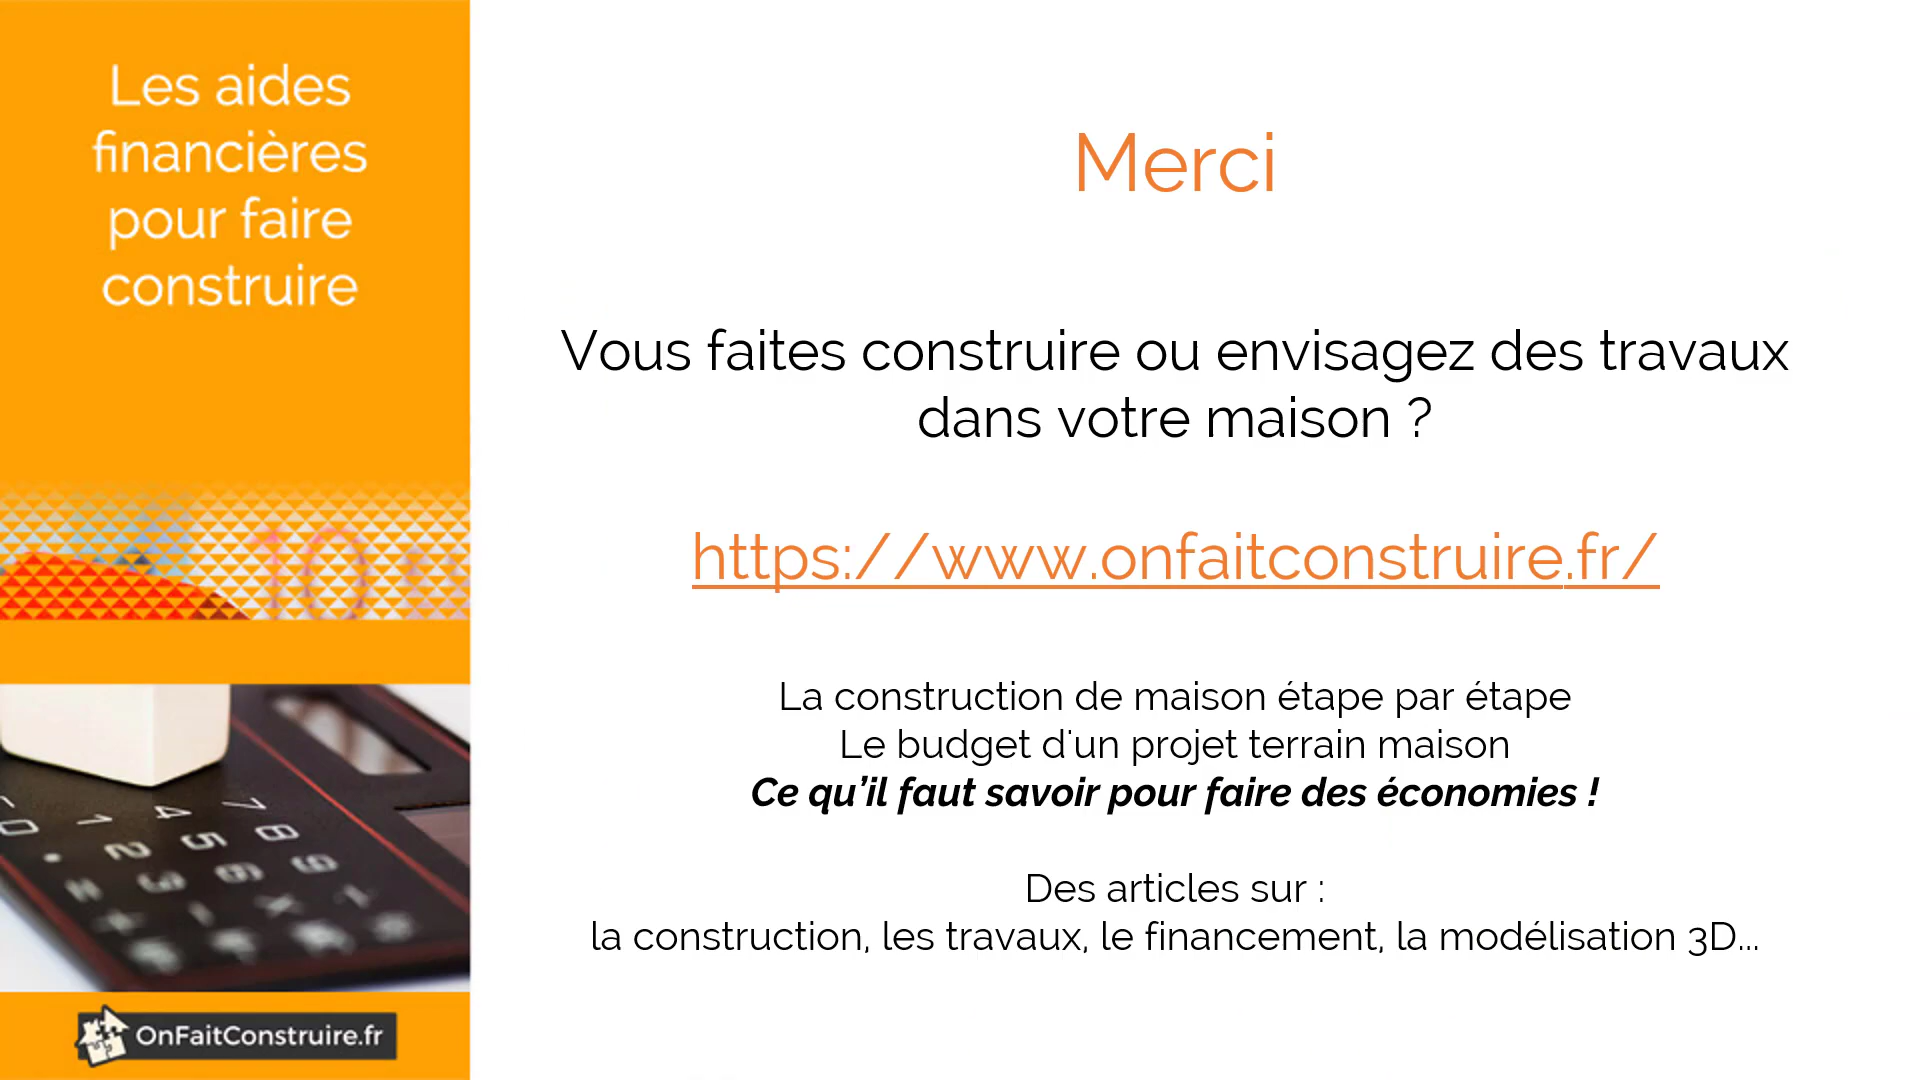 Les aides
financières
pour faire
construire
Merci
Vous faites construire ou envisagez des travaux
dans votre maison ?
https://www.onfaitconstruire.fr/
La construction de maison étape par étape
Le budget d'un projet terrain maison
Ce qu’il faut savoir pour faire des économies !
Des articles sur :
la construction, les travaux, le financement, la modélisation 3D...
OnFaitConstruire.fr